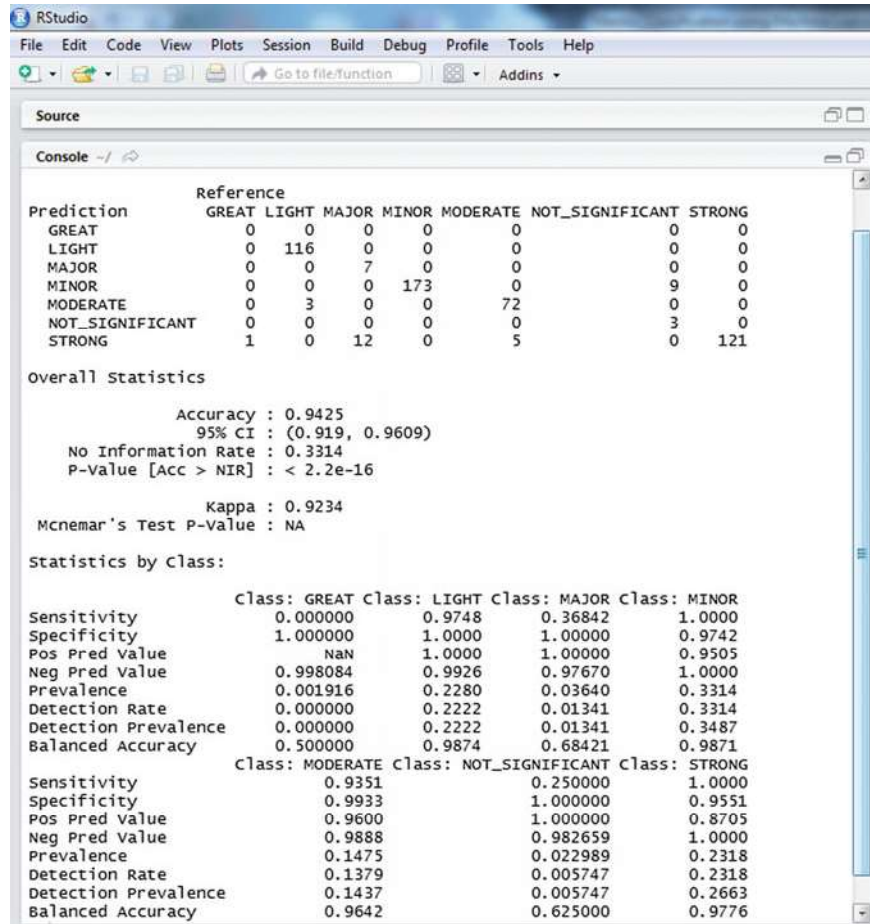 RStudio
File Edit Code View Plots Session Build Debug Profile Tools Help
Go to file/function Addins
Source
Console ~/
Reference
Prediction GREAT LIGHT MAJOR MINOR MODERATE NOT_SIGNIFICANT STRONG
GREAT 0 0 0 0 0 0 0
LIGHT 0 116 0 0 0 0 0
MAJOR 0 0 7 0 0 0 0
MINOR 0 0 0 173 0 9 0
MODERATE 0 3 0 0 72 0 0
NOT_SIGNIFICANT 0 0 0 0 0 3 0
STRONG 1 0 12 0 5 0 121
Overall Statistics
Accuracy : 0.9425
95% CI : (0.919, 0.9609)
No Information Rate : 0.3314
P-Value [Acc > NIR] : < 2.2e-16
Kappa : 0.9234
Mcnemar's Test P-Value : NA
Statistics by Class:
Class: GREAT Class: LIGHT Class: MAJOR Class: MINOR
Sensitivity 0.000000 0.9748 0.36842 1.0000
Specificity 1.000000 1.0000 1.00000 0.9742
Pos Pred Value NaN 1.0000 1.00000 0.9505
Neg Pred Value 0.998084 0.9926 0.97670 1.0000
Prevalence 0.001916 0.2280 0.03640 0.3314
Detection Rate 0.000000 0.2222 0.01341 0.3314
Detection Prevalence 0.000000 0.2222 0.01341 0.3487
Balanced Accuracy 0.500000 0.9874 0.68421 0.9871
Class: MODERATE Class: NOT_SIGNIFICANT Class: STRONG
Sensitivity 0.9351 0.250000 1.0000
Specificity 0.9933 1.000000 0.9551
Pos Pred Value 0.9600 1.000000 0.8705
Neg Pred Value 0.9888 0.982659 1.0000
Prevalence 0.1475 0.022989 0.2318
Detection Rate 0.1379 0.005747 0.2318
Detection Prevalence 0.1437 0.005747 0.2663
Balanced Accuracy 0.9642 0.625000 0.9776